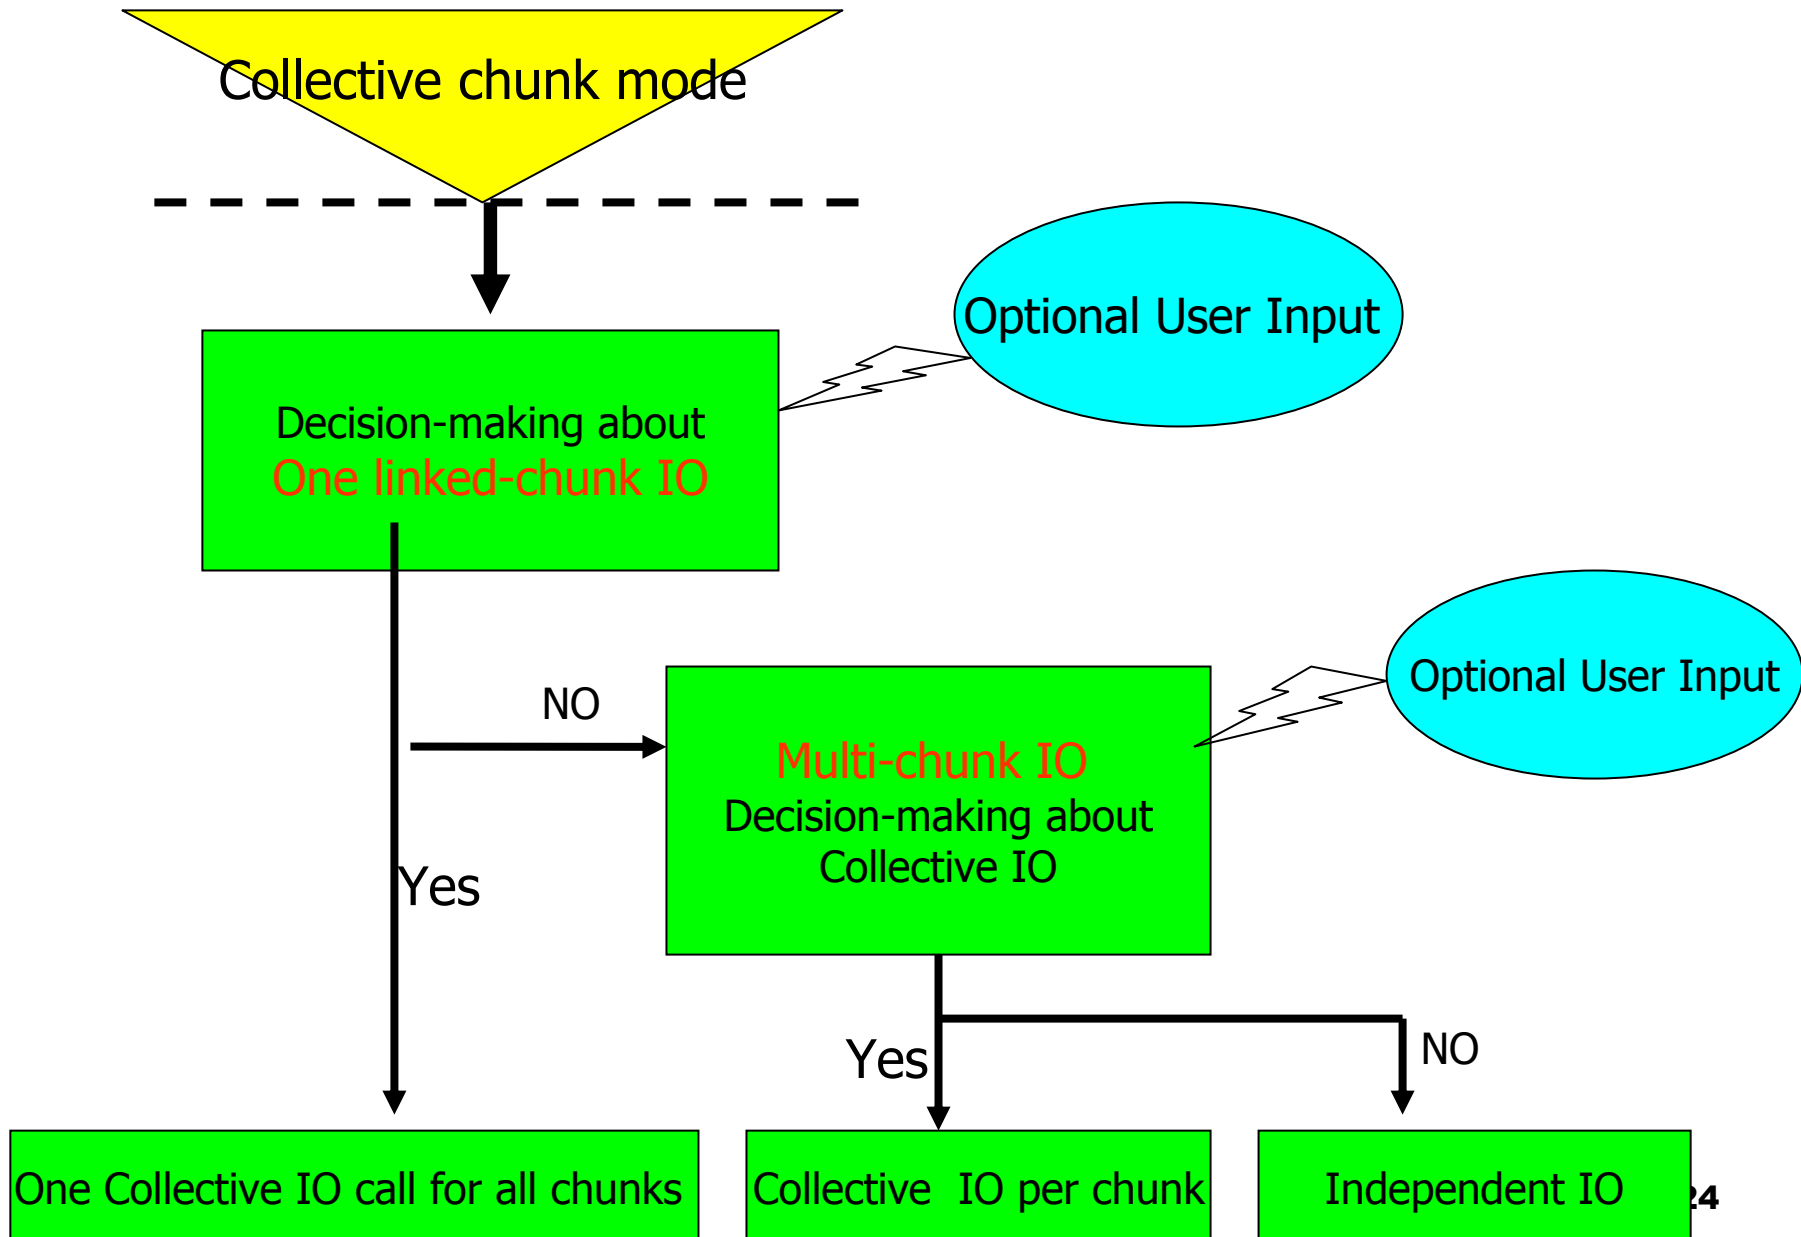 Collective chunk mode
Optional User Input
Decision-making about
One linked-chunk IO
Optional User Input
NO
Multi-chunk IO
Decision-making about
Collective IO
Yes
Yes
NO
One Collective IO call for all chunks
Collective IO per chunk
Independent IO
24